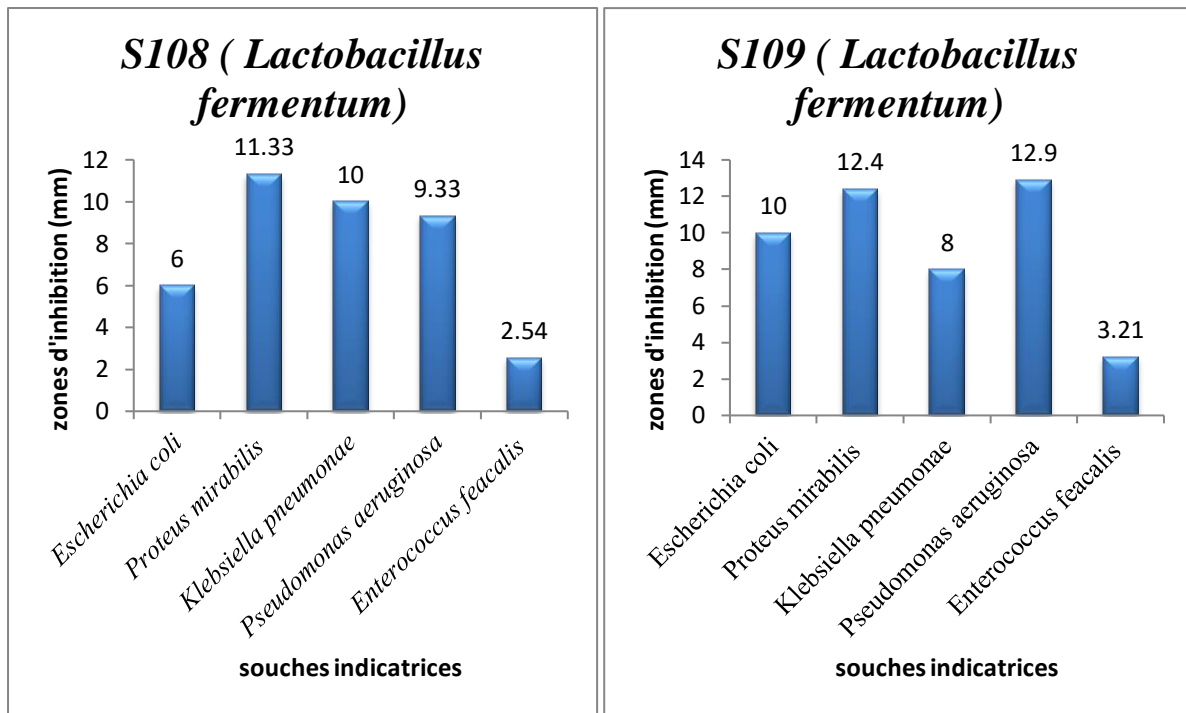 S108 ( Lactobacillus
fermentum)
zones d'inhibition (mm)
12
10
8
6
4
2
0
6
11.33
10
9.33
2.54
Escherichia coli
Proteus mirabilis
Klebsiella pneumonae
Pseudomonas aeruginosa
Enterococcus feacalis
souches indicatrices
S109 ( Lactobacillus
fermentum)
zones d'inhibition (mm)
14
12
10
8
6
4
2
0
10
12.4
8
12.9
3.21
Escherichia coli
Proteus mirabilis
Klebsiella pneumonae
Pseudomonas aeruginosa
Enterococcus feacalis
souches indicatrices